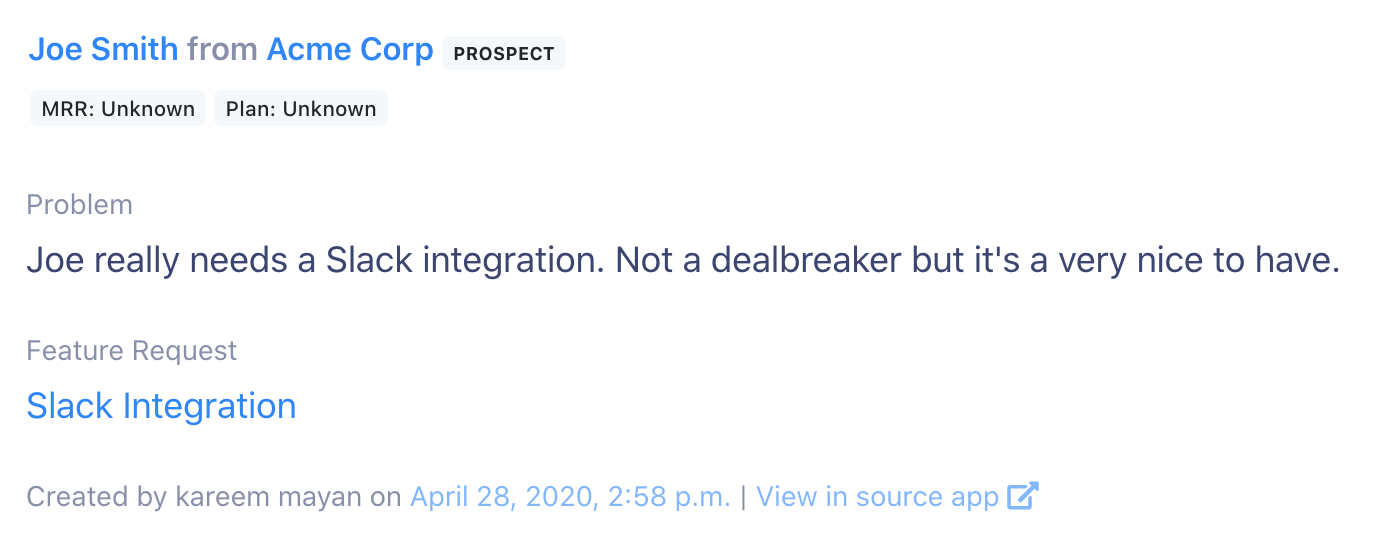 Joe Smith from Acme Corp PROSPECT
MRR: Unknown Plan: Unknown
Problem
Joe really needs a Slack integration. Not a dealbreaker but it's a very nice to have.
Feature Request
Slack Integration
Created by kareem mayan on April 28, 2020, 2:58 p.m. | View in source app